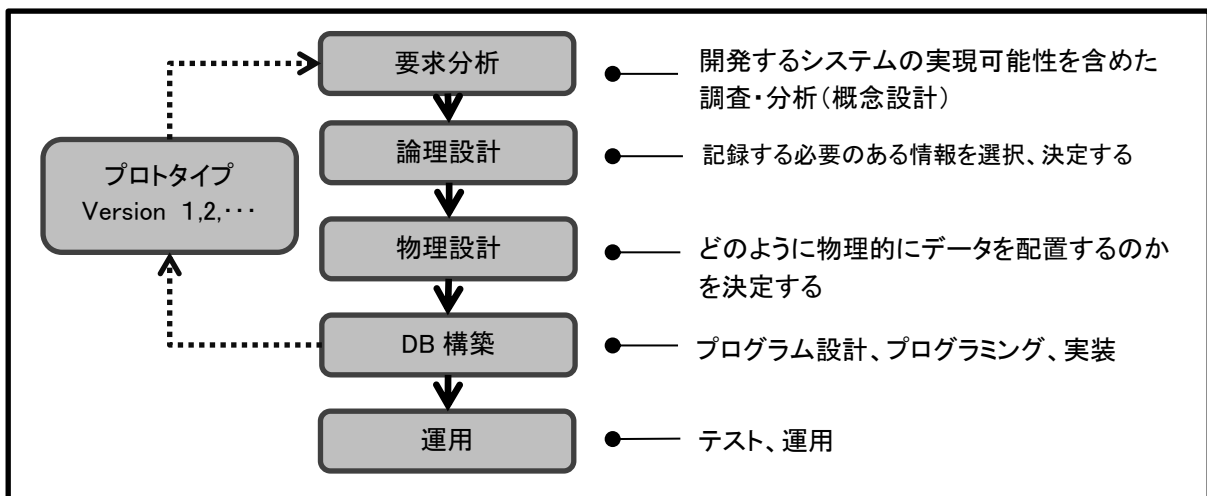 要求分析
開発するシステムの実現可能性を含めた
調査・分析(概念設計)
論理設計
記録する必要のある情報を選択、決定する
プロトタイプ
Version 1,2,・・・
物理設計
どのように物理的にデータを配置するのか
を決定する
DB 構築
プログラム設計、プログラミング、実装
運用
テスト、運用